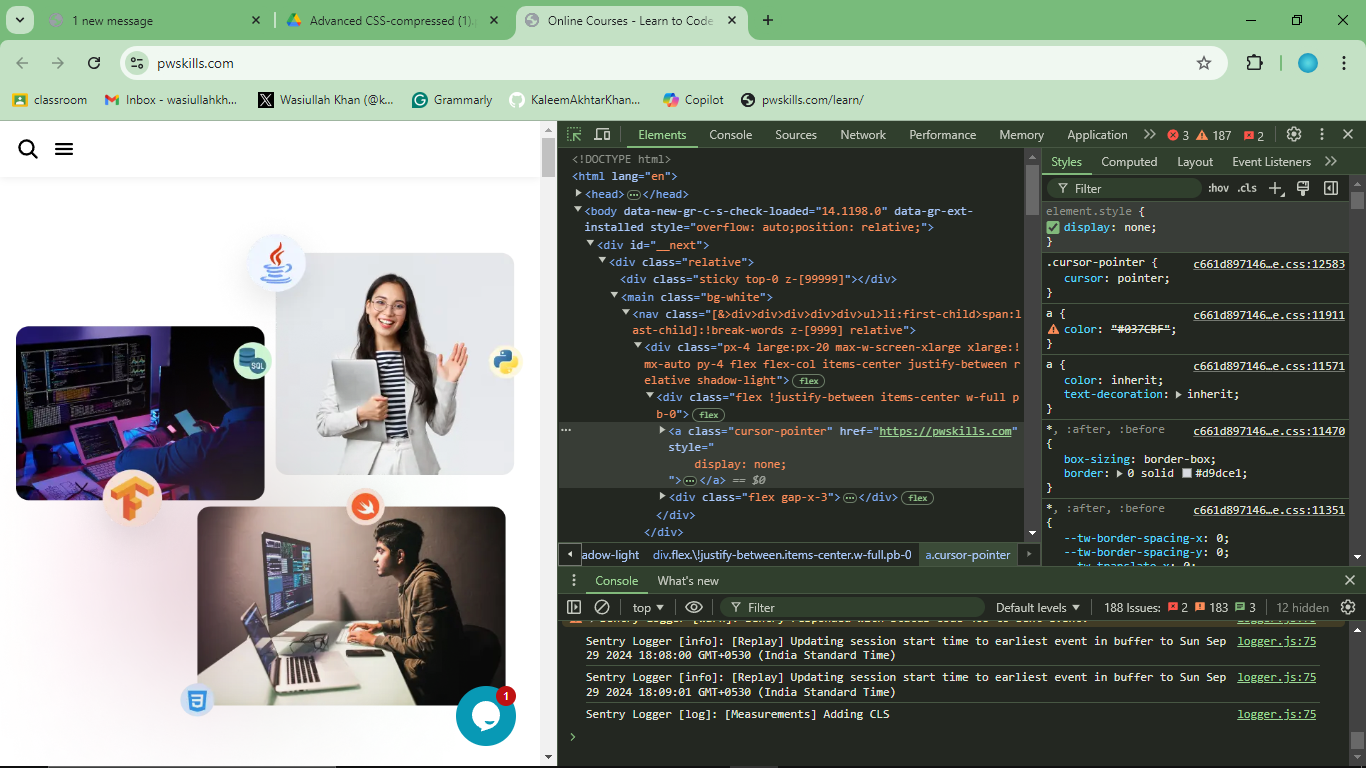 1 new message
Advanced CSS-compressed (1).
Online Courses - Learn to Code
pwskills.com
classroom
Inbox - wasiullahkh...
Wasiullah Khan (@k...
Grammarly
KaleemAkhtarKhan...
Copilot
pwskills.com/learn/
SQL
1
Elements
Console
Sources
Network
Performance
Memory
Application
3
187
2
<!DOCTYPE html>
<html lang="en">
<head>…</head>
<body data-new-gr-c-s-check-loaded="14.1198.0" data-gr-ext-
installed style="overflow: auto;position: relative;">
<div id="__next">
<div class="relative">
<div class="sticky top-0 z-[99999]"></div>
<main class="bg-white">
<nav class="[&>div>div>div>div>div>ul>li:first-child>span:l
ast-child]:!break-words z-[9999] relative">
<div class="px-4 large:px-20 max-w-screen-xlarge xlarge:!
mx-auto py-4 flex flex-col items-center justify-between r
elative shadow-light"> flex
<div class="flex !justify-between items-center w-full p
b-0"> flex
… <a class="cursor-pointer" href="https://pwskills.com"
style="
display: none;
">…</a> == $0
<div class="flex gap-x-3">…</div> flex
</div>
</div>
adow-light
div.flex.\!justify-between.items-center.w-full.pb-0
a.cursor-pointer
Styles
Computed
Layout
Event Listeners
Filter
:hov
.cls
element.style {
display: none;
}
.cursor-pointer { c661d897146…e.css:12583
cursor: pointer;
}
a { c661d897146…e.css:11911
color: "#037CBF";
}
a { c661d897146…e.css:11571
color: inherit;
text-decoration: inherit;
}
*, :after, :before c661d897146…e.css:11470
{
box-sizing: border-box;
border: 0 solid #d9dce1;
}
*, :after, :before c661d897146…e.css:11351
{
--tw-border-spacing-x: 0;
--tw-border-spacing-y: 0;
--tw-translate-x: 0;
Console
What's new
top
Filter
Default levels
188 Issues:
2
183
3
12 hidden
Sentry Logger [info]: [Replay] Updating session start time to earliest event in buffer to Sun Sep logger.js:75
29 2024 18:08:00 GMT+0530 (India Standard Time)
Sentry Logger [info]: [Replay] Updating session start time to earliest event in buffer to Sun Sep logger.js:75
29 2024 18:09:01 GMT+0530 (India Standard Time)
Sentry Logger [log]: [Measurements] Adding CLS logger.js:75